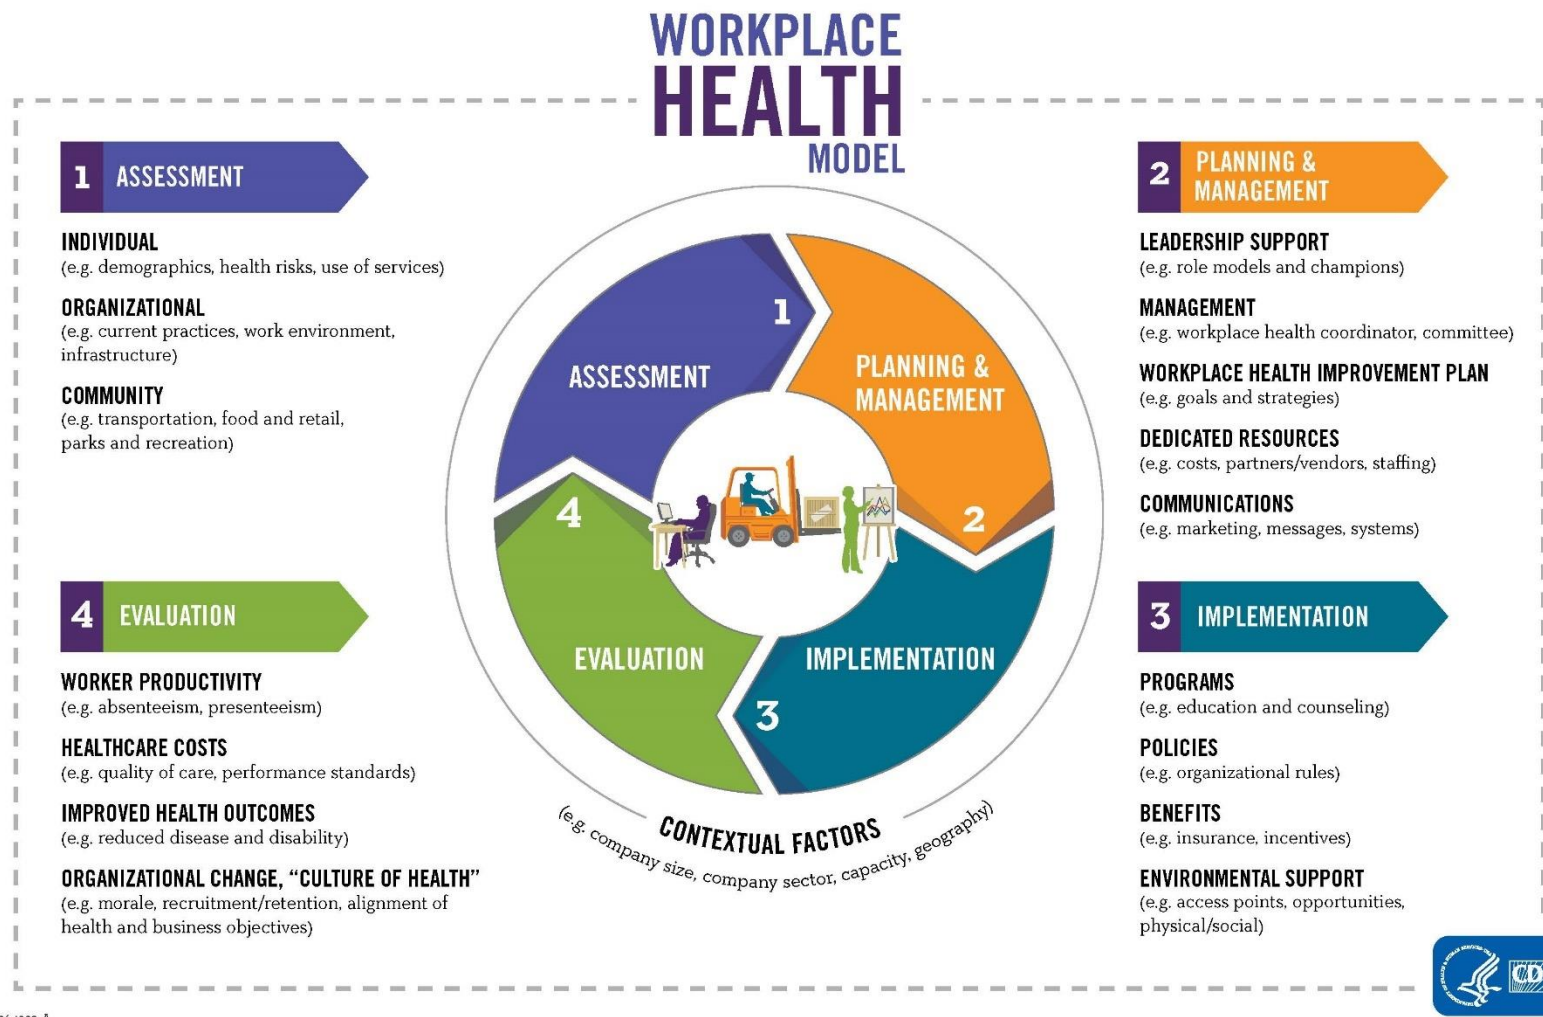 WORKPLACE
HEALTH
MODEL
1 ASSESSMENT
INDIVIDUAL
(e.g. demographics, health risks, use of services)
ORGANIZATIONAL
(e.g. current practices, work environment,
infrastructure)
COMMUNITY
(e.g. transportation, food and retail,
parks and recreation)
2 PLANNING &
MANAGEMENT
LEADERSHIP SUPPORT
(e.g. role models and champions)
MANAGEMENT
(e.g. workplace health coordinator, committee)
WORKPLACE HEALTH IMPROVEMENT PLAN
(e.g. goals and strategies)
DEDICATED RESOURCES
(e.g. costs, partners/vendors, staffing)
COMMUNICATIONS
(e.g. marketing, messages, systems)
1
ASSESSMENT
PLANNING &
MANAGEMENT
2
IMPLEMENTATION
3
EVALUATION
4
CONTEXTUAL FACTORS
(e.g. company size, company sector, capacity, geography)
4 EVALUATION
WORKER PRODUCTIVITY
(e.g. absenteeism, presenteeism)
HEALTHCARE COSTS
(e.g. quality of care, performance standards)
IMPROVED HEALTH OUTCOMES
(e.g. reduced disease and disability)
ORGANIZATIONAL CHANGE, “CULTURE OF HEALTH”
(e.g. morale, recruitment/retention, alignment of
health and business objectives)
3 IMPLEMENTATION
PROGRAMS
(e.g. education and counseling)
POLICIES
(e.g. organizational rules)
BENEFITS
(e.g. insurance, incentives)
ENVIRONMENTAL SUPPORT
(e.g. access points, opportunities,
physical/social)
CD